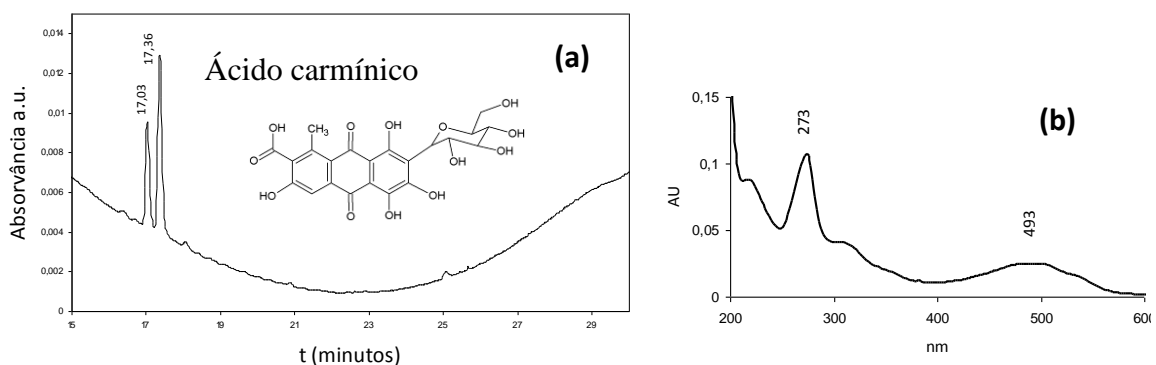 Ácido carmínico
(a)
Absorvância a.u.
0,014
0,012
0,01
0,008
0,006
0,004
0,002
0
17,03
17,36
OH
O
CH3
O
OH
O
OH
OH
OH
OH
HO
O
OH
OH
15
17
19
21
23
25
27
29
t (minutos)
(b)
AU
0,15
0,1
0,05
0
273
493
200
300
400
500
600
nm